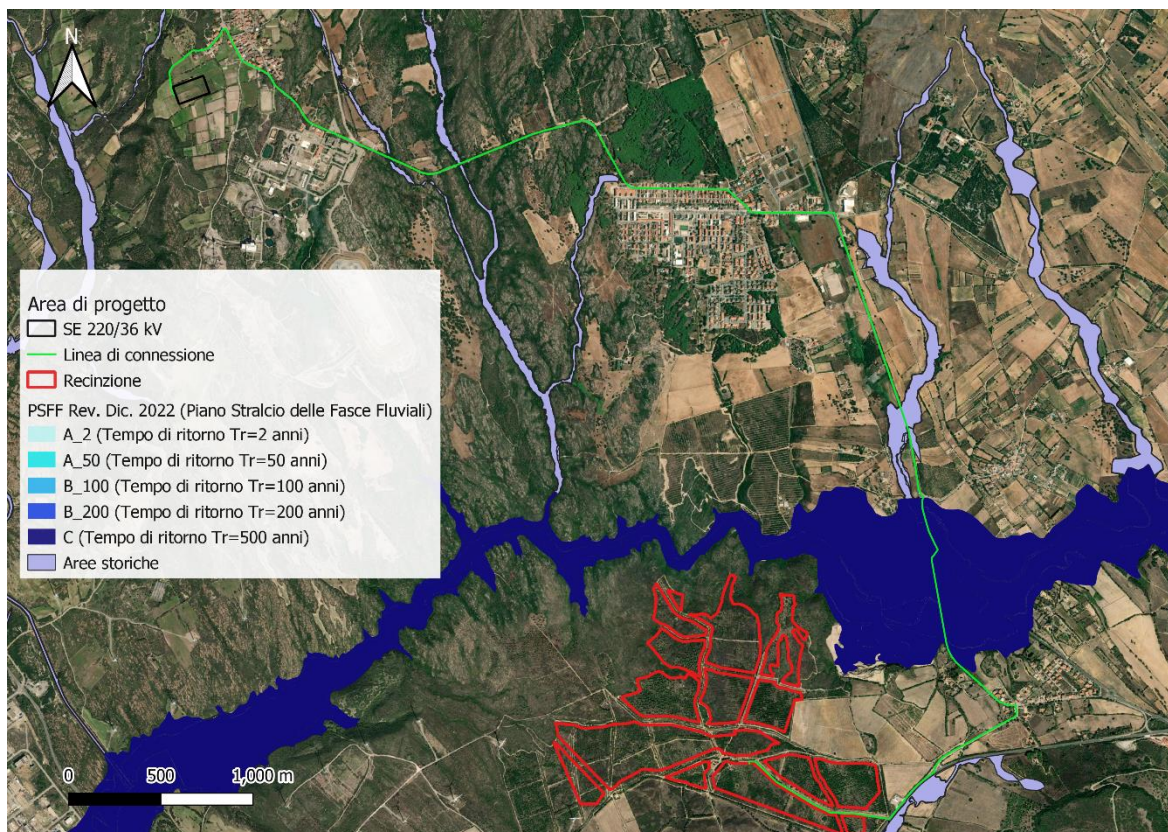 N
Area di progetto
SE 220/36 kV
Linea di connessione
Recinzione
PSFF Rev. Dic. 2022 (Piano Stralcio delle Fasce Fluviali)
A_2 (Tempo di ritorno Tr=2 anni)
A_50 (Tempo di ritorno Tr=50 anni)
B_100 (Tempo di ritorno Tr=100 anni)
B_200 (Tempo di ritorno Tr=200 anni)
C (Tempo di ritorno Tr=500 anni)
Aree storiche
0 500 1,000 m